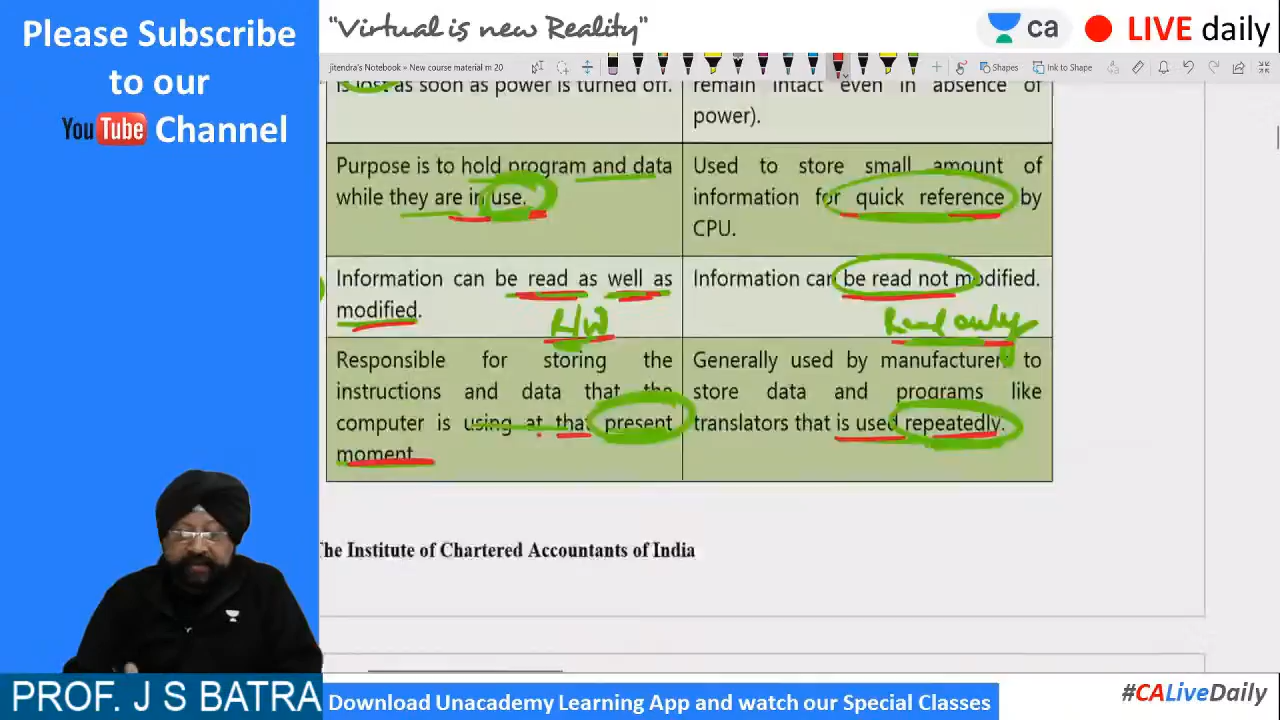 Please Subscribe
to our
YouTube Channel
"Virtual is new Reality"
ca
LIVE daily
jitendra's Notebook » New course material m 20
Shapes
Ink to Shape
is lost as soon as power is turned off.
remain intact even in absence of
power).
Purpose is to hold program and data
while they are in use.
Used to store small amount of
information for quick reference by
CPU.
Information can be read as well as
modified.
R/W
Information can be read not modified.
Read only
Responsible for storing the
instructions and data that the
computer is using at that present
moment
Generally used by manufacturers to
store data and programs like
translators that is used repeatedly.
The Institute of Chartered Accountants of India
PROF. J S BATRA
Download Unacademy Learning App and watch our Special Classes
#CALiveDaily